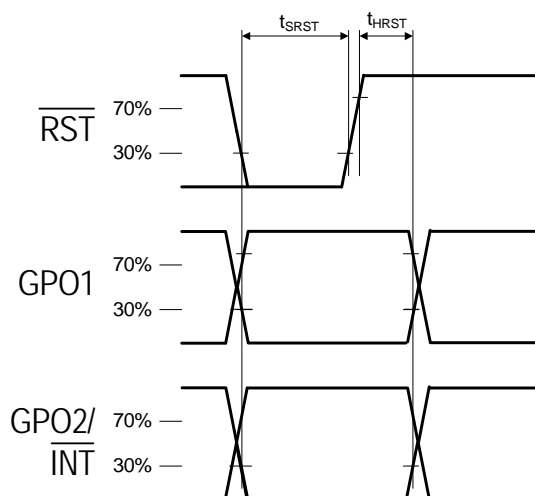 tSRST tHRST
RST 70% 30%
GPO1 70% 30%
GPO2/
INT 70% 30%